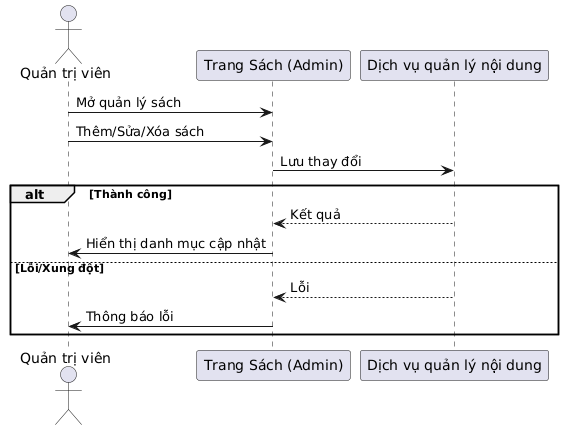 Quản trị viên
Trang Sách (Admin)
Dịch vụ quản lý nội dung
Mở quản lý sách
Thêm/Sửa/Xóa sách
Lưu thay đổi
alt
[Thành công]
Kết quả
Hiển thị danh mục cập nhật
[Lỗi/Xung đột]
Lỗi
Thông báo lỗi
Quản trị viên
Trang Sách (Admin)
Dịch vụ quản lý nội dung